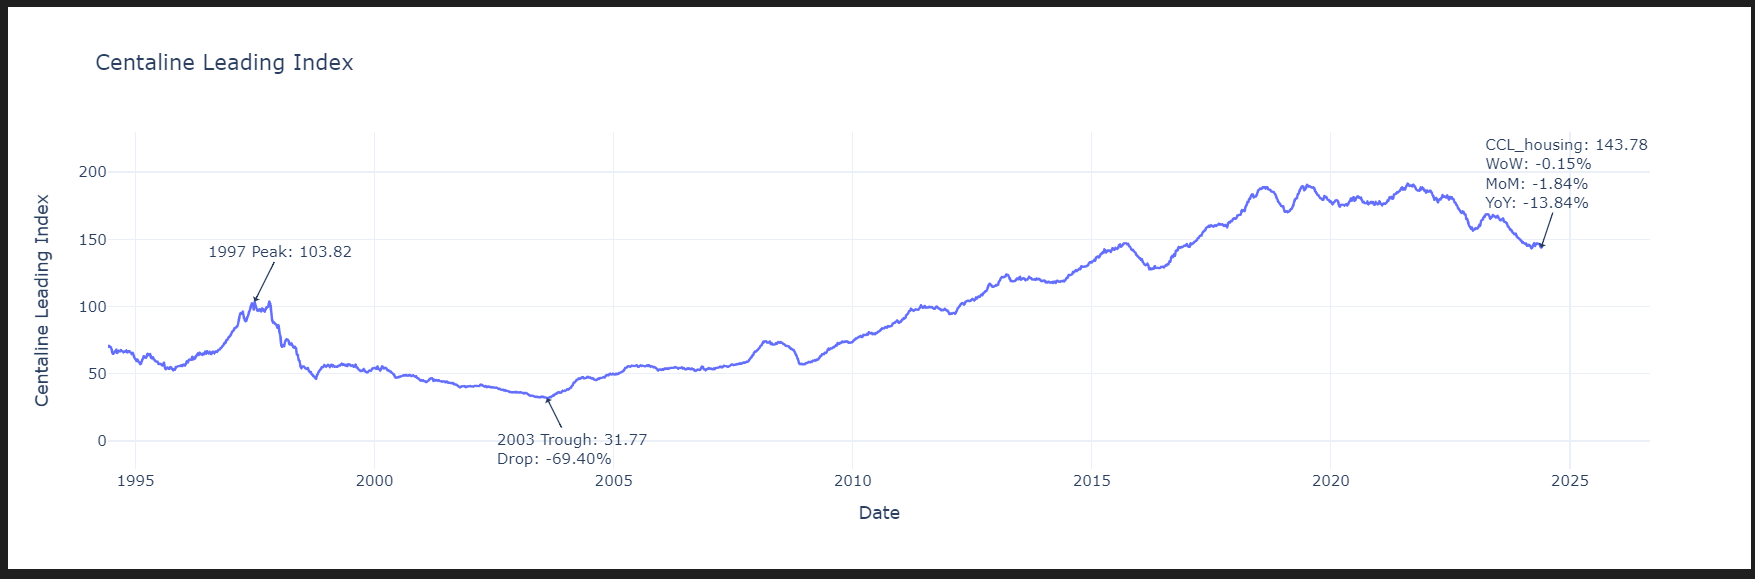 Centaline Leading Index
CCL_housing: 143.78
WoW: -0.15%
MoM: -1.84%
YoY: -13.84%
200
150
100
50
0
Centaline Leading Index
1997 Peak: 103.82
2003 Trough: 31.77
Drop: -69.40%
1995
2000
2005
2010
2015
2020
2025
Date